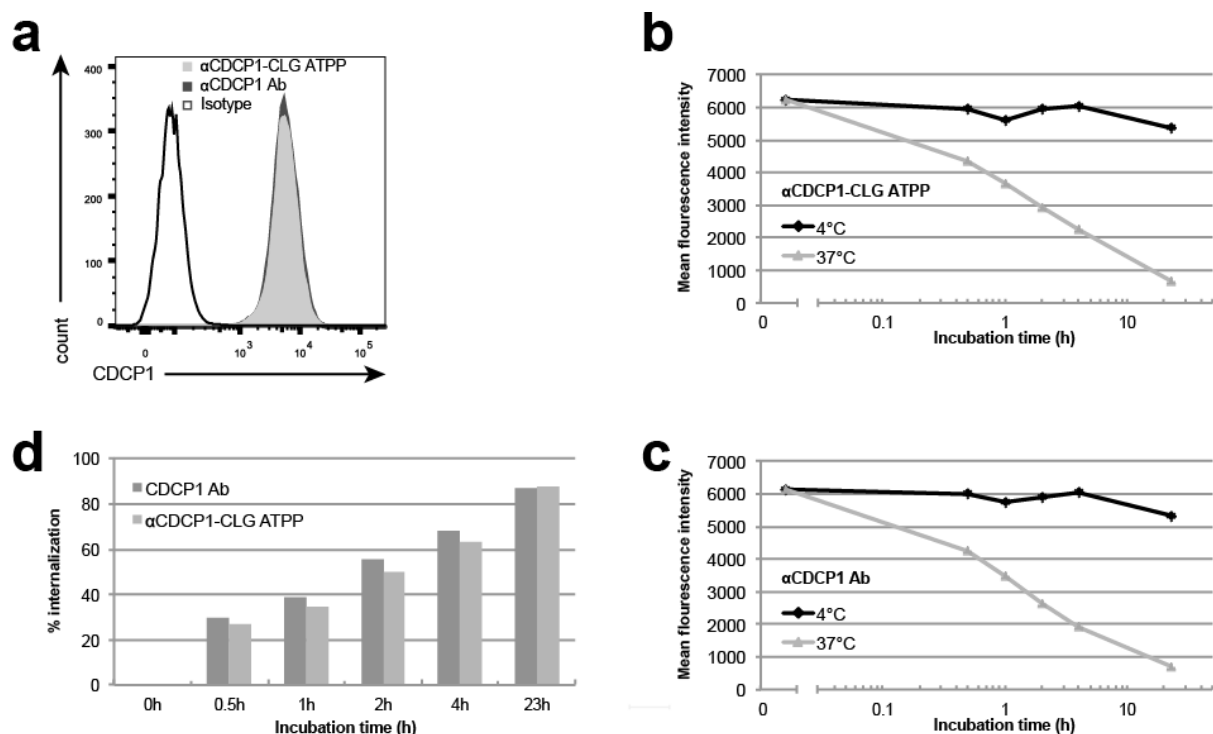 a
αCDCP1-CLG ATPP
αCDCP1 Ab
Isotype
400
300
200
100
0
0
10³
10⁴
10⁵
count
CDCP1
b
7000
6000
5000
4000
3000
2000
1000
0
Mean flourescence intensity
αCDCP1-CLG ATPP
4°C
37°C
0
0.1
1
10
Incubation time (h)
d
100
80
60
40
20
0
% internalization
CDCP1 Ab
αCDCP1-CLG ATPP
0h
0.5h
1h
2h
4h
23h
Incubation time (h)
c
7000
6000
5000
4000
3000
2000
1000
0
Mean flourescence intensity
αCDCP1 Ab
4°C
37°C
0
0.1
1
10
Incubation time (h)